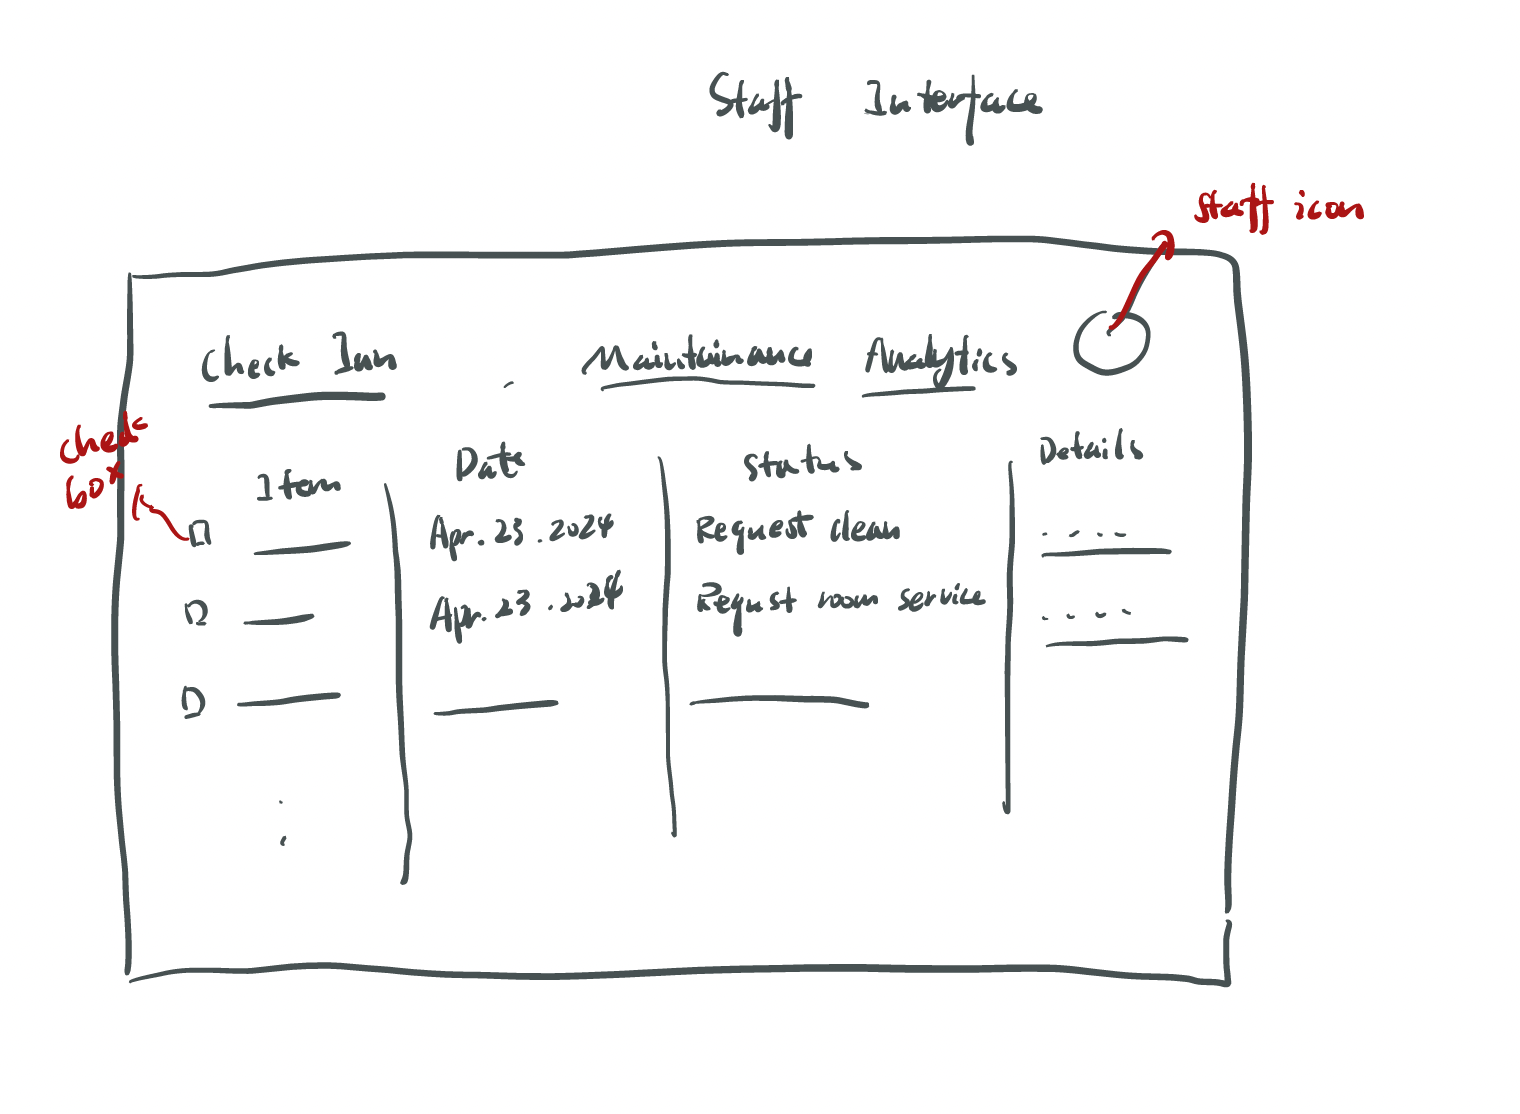 Staff Interface
staff icon
Check Inn
Maintainance
Analytics
check
box
Item
Date
Status
Details
Apr. 23. 2024
Request clean
. . . .
Apr. 23. 2024
Request room service
. . . .